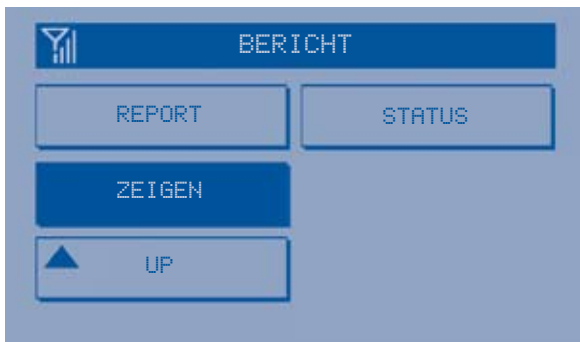 BERICHT
REPORT
STATUS
ZEIGEN
UP